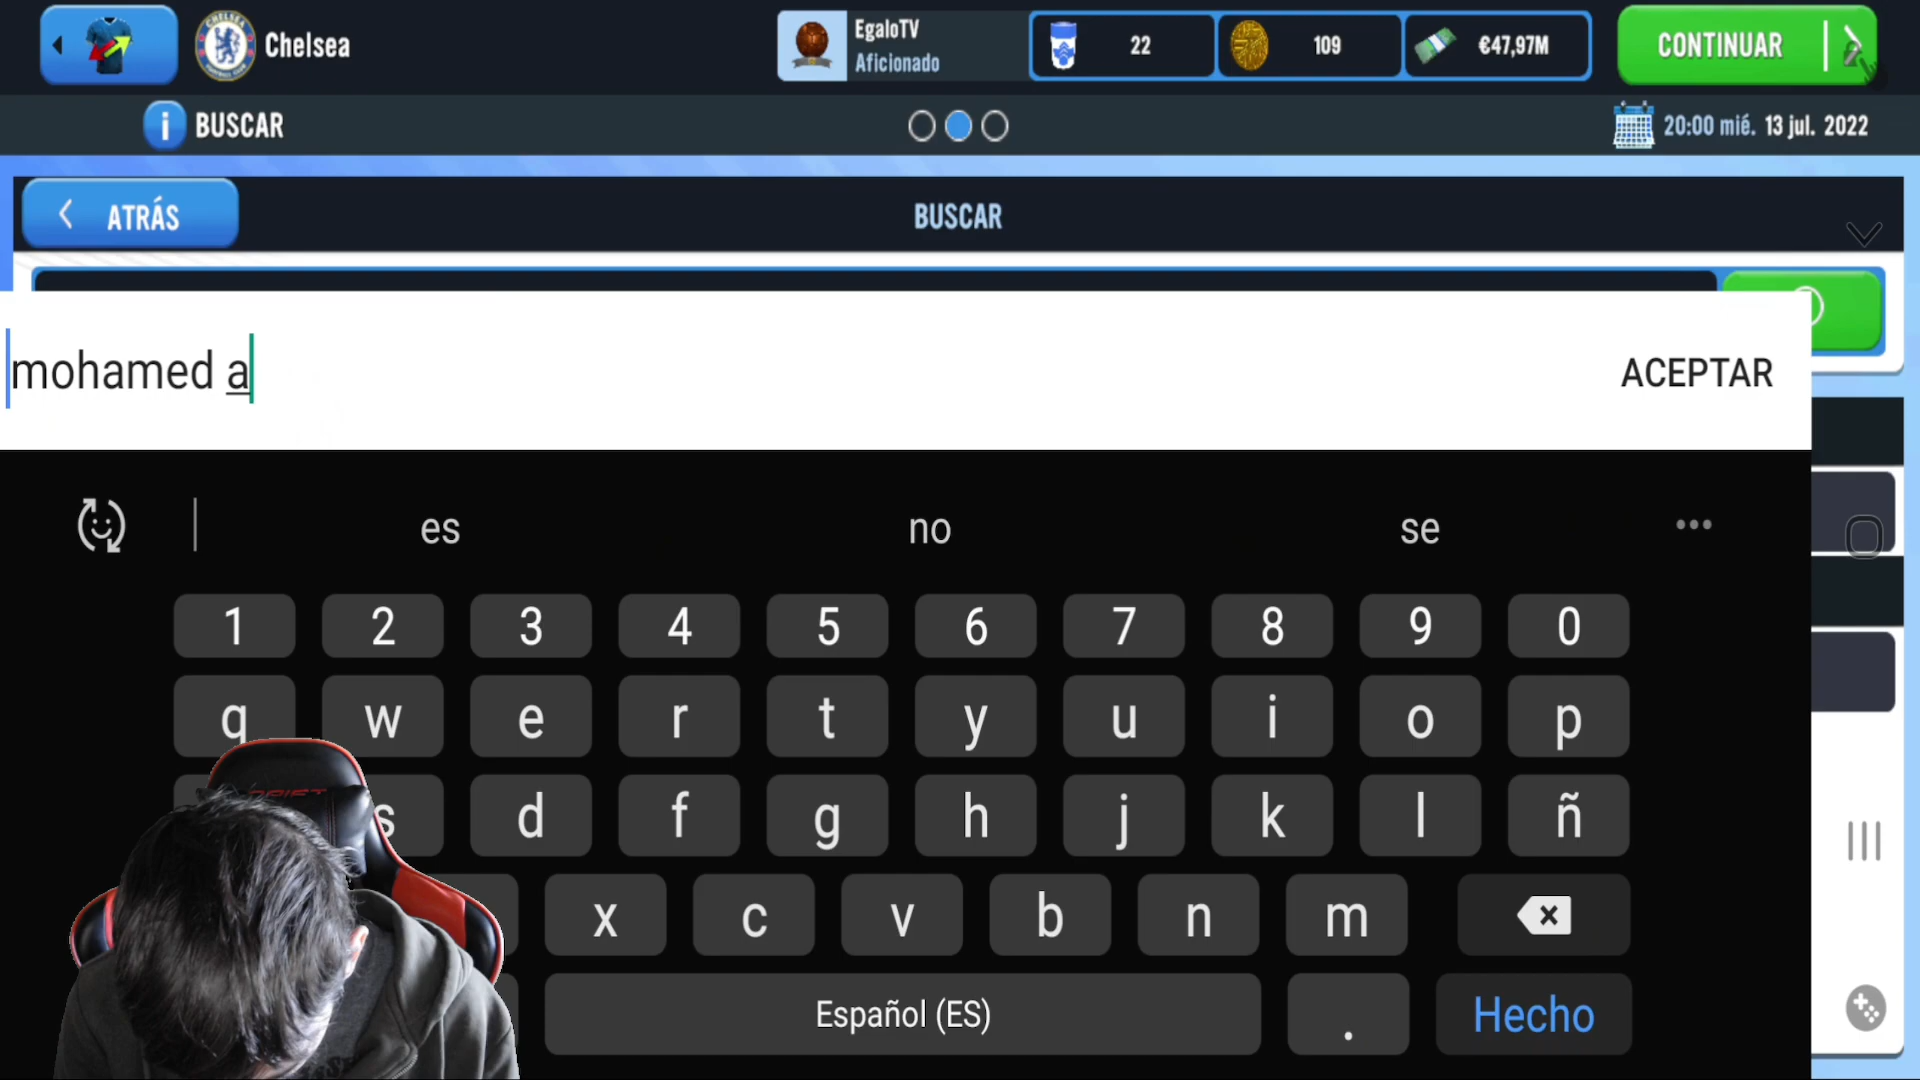 Chelsea
EgaloTV
Aficionado
22
109
€47,97M
CONTINUAR
BUSCAR
20:00 mié. 13 jul. 2022
ATRÁS
BUSCAR
mohamed a
ACEPTAR
es no se
1 2 3 4 5 6 7 8 9 0
q w e r t y u i o p
s d f g h j k l ñ
x c v b n m
Español (ES) . Hecho